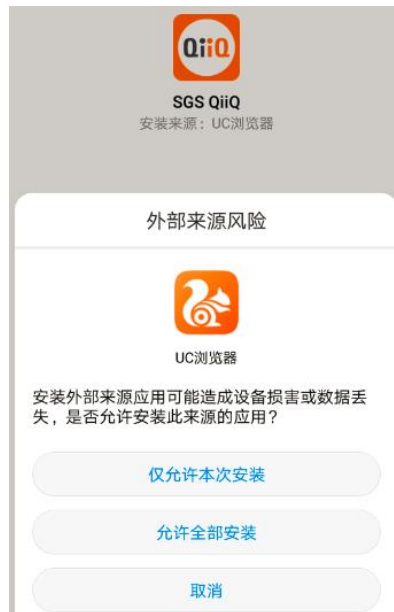 QiiQ
SGS QiiQ
安装来源：UC浏览器
外部来源风险
UC浏览器
安装外部来源应用可能造成设备损害或数据丢
失，是否允许安装此来源的应用？
仅允许本次安装
允许全部安装
取消